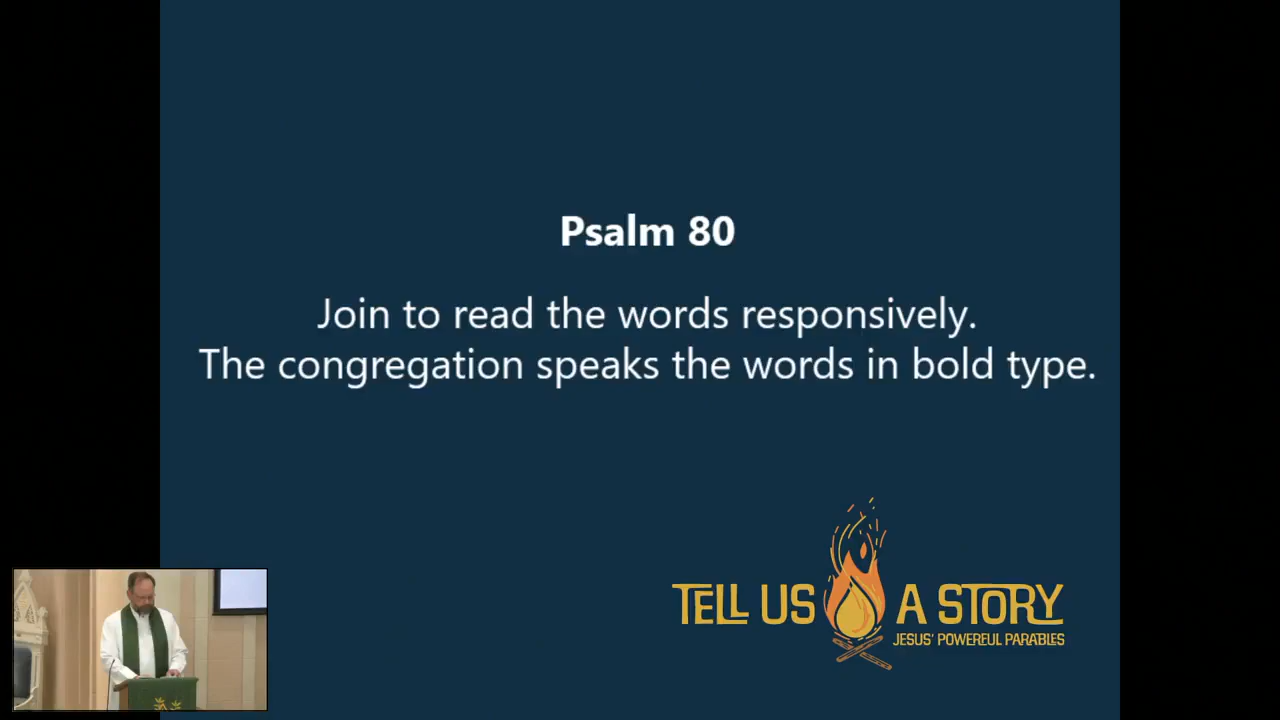 Psalm 80
Join to read the words responsively.
The congregation speaks the words in bold type.
TELL US A STORY
JESUS' POWERFUL PARABLES